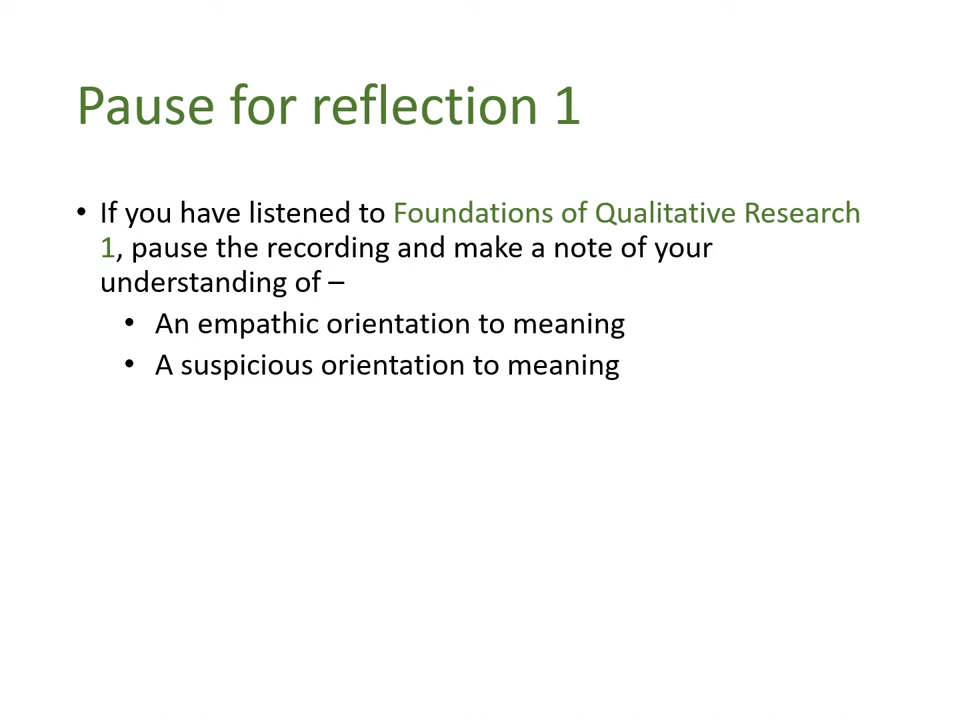 Pause for reflection 1
• If you have listened to Foundations of Qualitative Research
1, pause the recording and make a note of your
understanding of –
• An empathic orientation to meaning
• A suspicious orientation to meaning